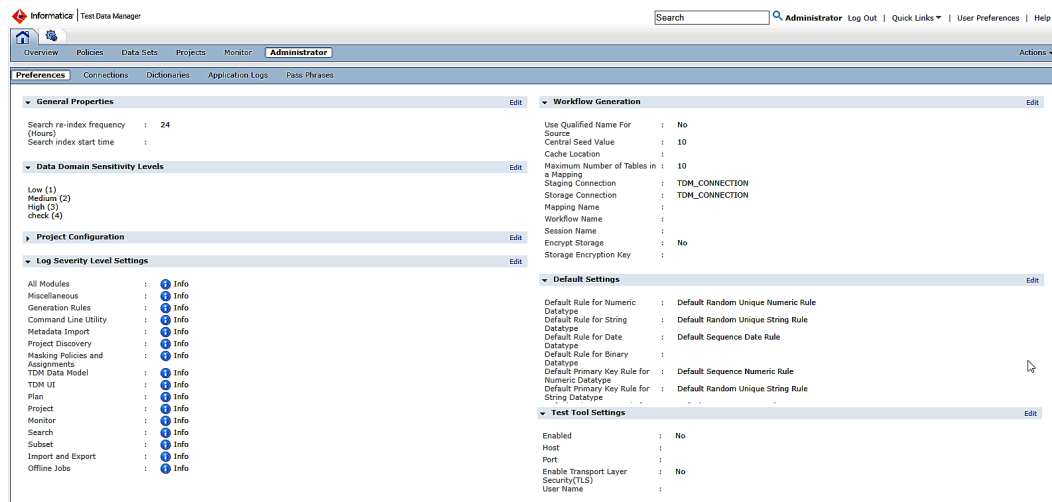 Informatica Test Data Manager
Search Administrator Log Out | Quick Links ▾ | User Preferences | Help
Overview Policies Data Sets Projects Monitor Administrator Actions
Preferences Connections Dictionaries Application Logs Pass Phrases
General Properties Edit
Search re-index frequency : 24
(Hours)
Search index start time :
Data Domain Sensitivity Levels Edit
Low (1)
Medium (2)
High (3)
check (4)
Project Configuration Edit
Log Severity Level Settings Edit
All Modules : Info
Miscellaneous : Info
Generation Rules : Info
Command Line Utility : Info
Metadata Import : Info
Project Discovery : Info
Masking Policies and : Info
Assignments
TDM Data Model : Info
TDM UI : Info
Plan : Info
Project : Info
Monitor : Info
Search : Info
Subset : Info
Import and Export : Info
Offline Jobs : Info
Workflow Generation Edit
Use Qualified Name For : No
Source
Central Seed Value : 10
Cache Location :
Maximum Number of Tables in : 10
a Mapping
Staging Connection : TDM_CONNECTION
Storage Connection : TDM_CONNECTION
Mapping Name :
Workflow Name :
Session Name :
Encrypt Storage : No
Storage Encryption Key :
Default Settings Edit
Default Rule for Numeric : Default Random Unique Numeric Rule
Datatype
Default Rule for String : Default Random Unique String Rule
Datatype
Default Rule for Date : Default Sequence Date Rule
Datatype
Default Rule for Binary :
Datatype
Default Primary Key Rule for : Default Sequence Numeric Rule
Numeric Datatype
Default Primary Key Rule for : Default Random Unique String Rule
String Datatype
Test Tool Settings Edit
Enabled : No
Host :
Port :
Enable Transport Layer : No
Security(TLS)
User Name :